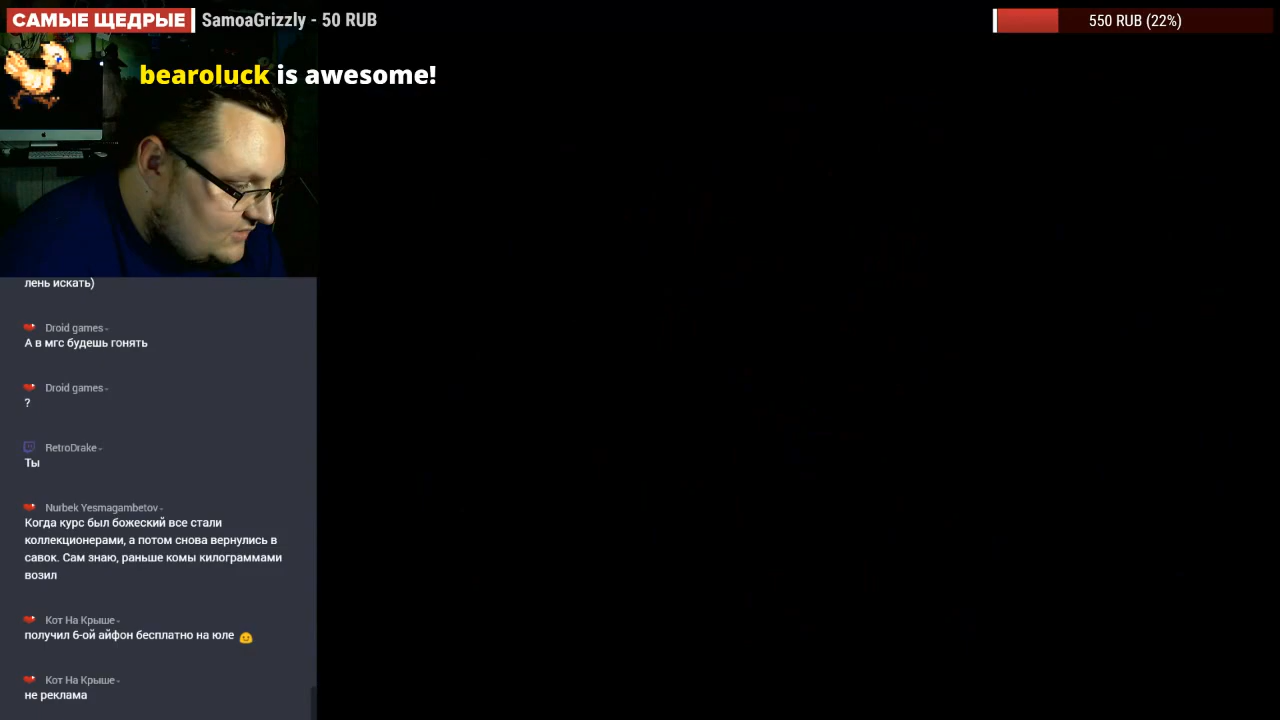 САМЫЕ ЩЕДРЫЕ SamoaGrizzly - 50 RUB
550 RUB (22%)
bearoluck is awesome!
лень искать)
Droid games -
А в мгс будешь гонять
Droid games -
?
RetroDrake -
Ты
Nurbek Yesmagambetov -
Когда курс был божеский все стали
коллекционерами, а потом снова вернулись в
савок. Сам знаю, раньше комы килограммами
возил
Кот На Крыше -
получил 6-ой айфон бесплатно на юле
Кот На Крыше -
не реклама